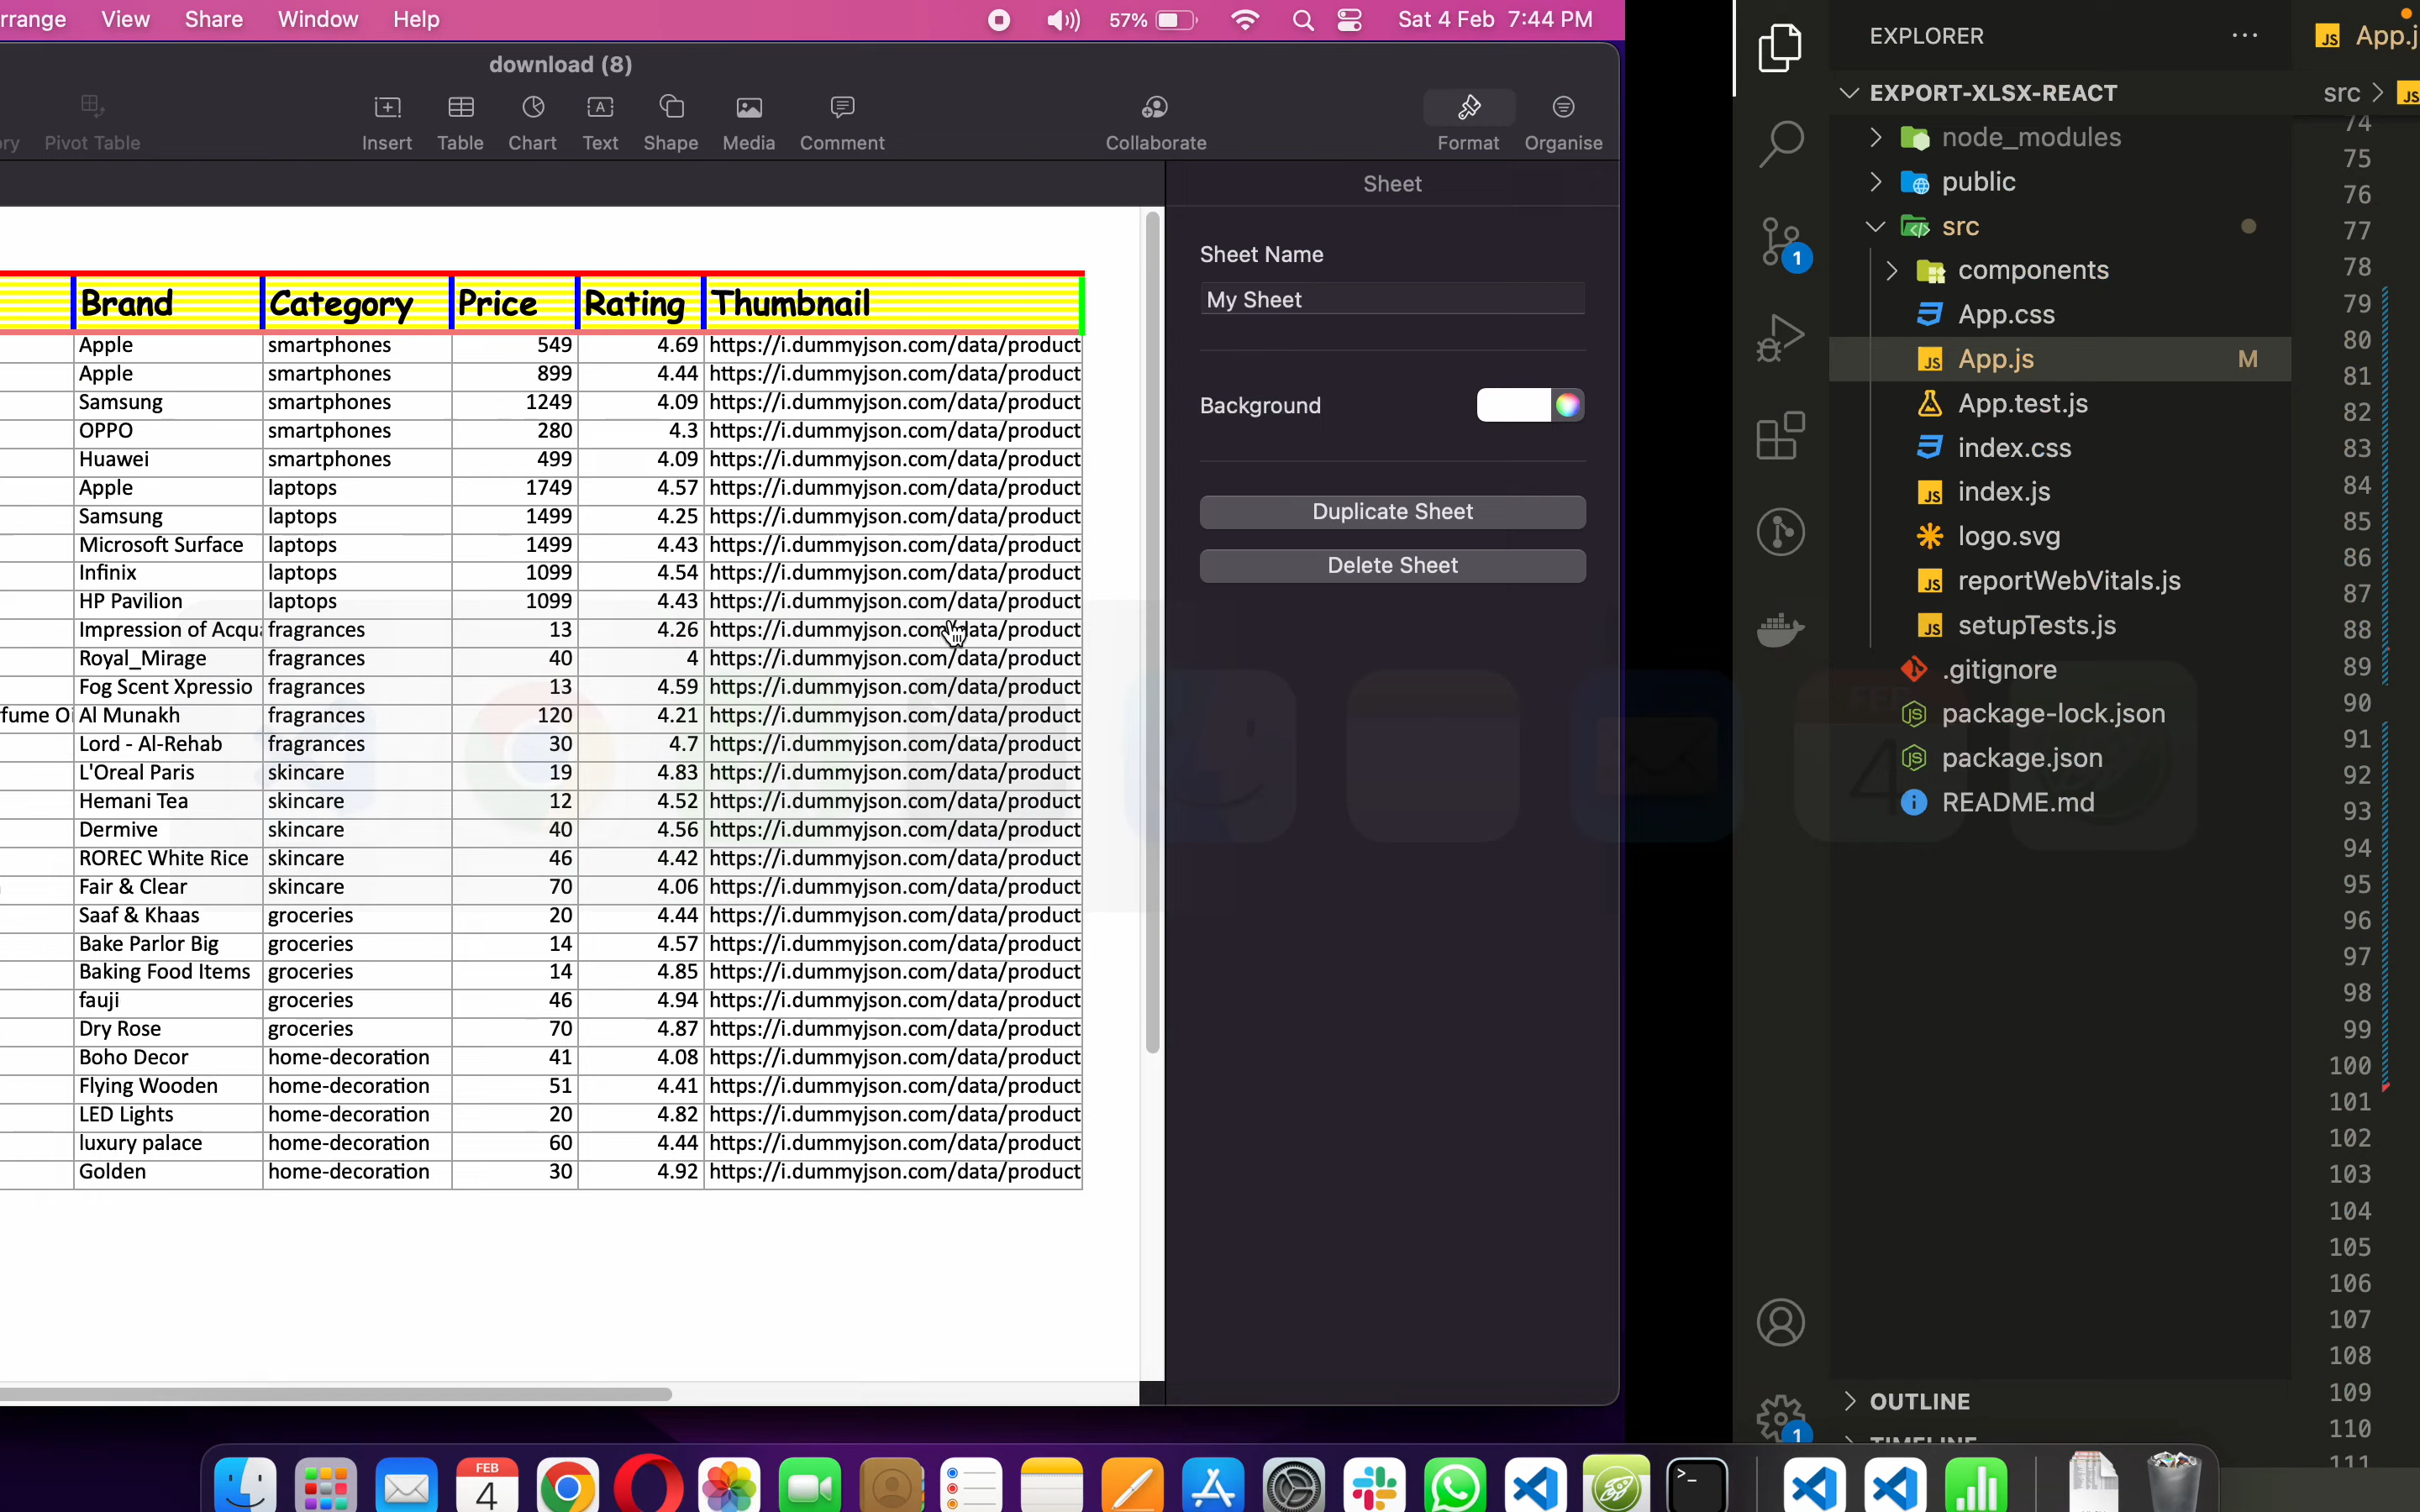 rrange View Share Window Help 57% Sat 4 Feb 7:44 PM
download (8)
ry Pivot Table Insert Table Chart Text Shape Media Comment Collaborate Format Organise
Sheet
Sheet Name
My Sheet
Background
Duplicate Sheet
Delete Sheet
Brand Category Price Rating Thumbnail
Apple smartphones 549 4.69 https://i.dummyjson.com/data/product
Apple smartphones 899 4.44 https://i.dummyjson.com/data/product
Samsung smartphones 1249 4.09 https://i.dummyjson.com/data/product
OPPO smartphones 280 4.3 https://i.dummyjson.com/data/product
Huawei smartphones 499 4.09 https://i.dummyjson.com/data/product
Apple laptops 1749 4.57 https://i.dummyjson.com/data/product
Samsung laptops 1499 4.25 https://i.dummyjson.com/data/product
Microsoft Surface laptops 1499 4.43 https://i.dummyjson.com/data/product
Infinix laptops 1099 4.54 https://i.dummyjson.com/data/product
HP Pavilion laptops 1099 4.43 https://i.dummyjson.com/data/product
Impression of Acqu fragrances 13 4.26 https://i.dummyjson.com/data/product
Royal_Mirage fragrances 40 4 https://i.dummyjson.com/data/product
Fog Scent Xpressio fragrances 13 4.59 https://i.dummyjson.com/data/product
fume Oi Al Munakh fragrances 120 4.21 https://i.dummyjson.com/data/product
Lord - Al-Rehab fragrances 30 4.7 https://i.dummyjson.com/data/product
L'Oreal Paris skincare 19 4.83 https://i.dummyjson.com/data/product
Hemani Tea skincare 12 4.52 https://i.dummyjson.com/data/product
Dermive skincare 40 4.56 https://i.dummyjson.com/data/product
ROREC White Rice skincare 46 4.42 https://i.dummyjson.com/data/product
Fair & Clear skincare 70 4.06 https://i.dummyjson.com/data/product
Saaf & Khaas groceries 20 4.44 https://i.dummyjson.com/data/product
Bake Parlor Big groceries 14 4.57 https://i.dummyjson.com/data/product
Baking Food Items groceries 14 4.85 https://i.dummyjson.com/data/product
fauji groceries 46 4.94 https://i.dummyjson.com/data/product
Dry Rose groceries 70 4.87 https://i.dummyjson.com/data/product
Boho Decor home-decoration 41 4.08 https://i.dummyjson.com/data/product
Flying Wooden home-decoration 51 4.41 https://i.dummyjson.com/data/product
LED Lights home-decoration 20 4.82 https://i.dummyjson.com/data/product
luxury palace home-decoration 60 4.44 https://i.dummyjson.com/data/product
Golden home-decoration 30 4.92 https://i.dummyjson.com/data/product
FEB
4
EXPLORER
EXPORT-XLSX-REACT
node_modules
public
src
components
App.css
App.js M
App.test.js
index.css
index.js
logo.svg
reportWebVitals.js
setupTests.js
.gitignore
package-lock.json
package.json
README.md
OUTLINE
TIMELINE
1
1
JS App.j
src > JS
74
75
76
77
78
79
80
81
82
83
84
85
86
87
88
89
90
91
92
93
94
95
96
97
98
99
100
101
102
103
104
105
106
107
108
109
110
111
FEB
4